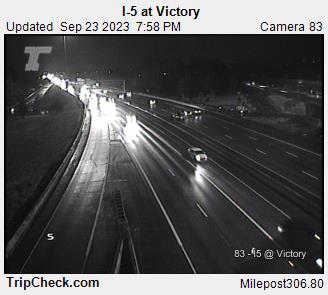 I-5 at Victory
Updated Sep 23 2023 7:58 PM Camera 83
S
83 - I5 @ Victory
TripCheck.com Milepost306.80